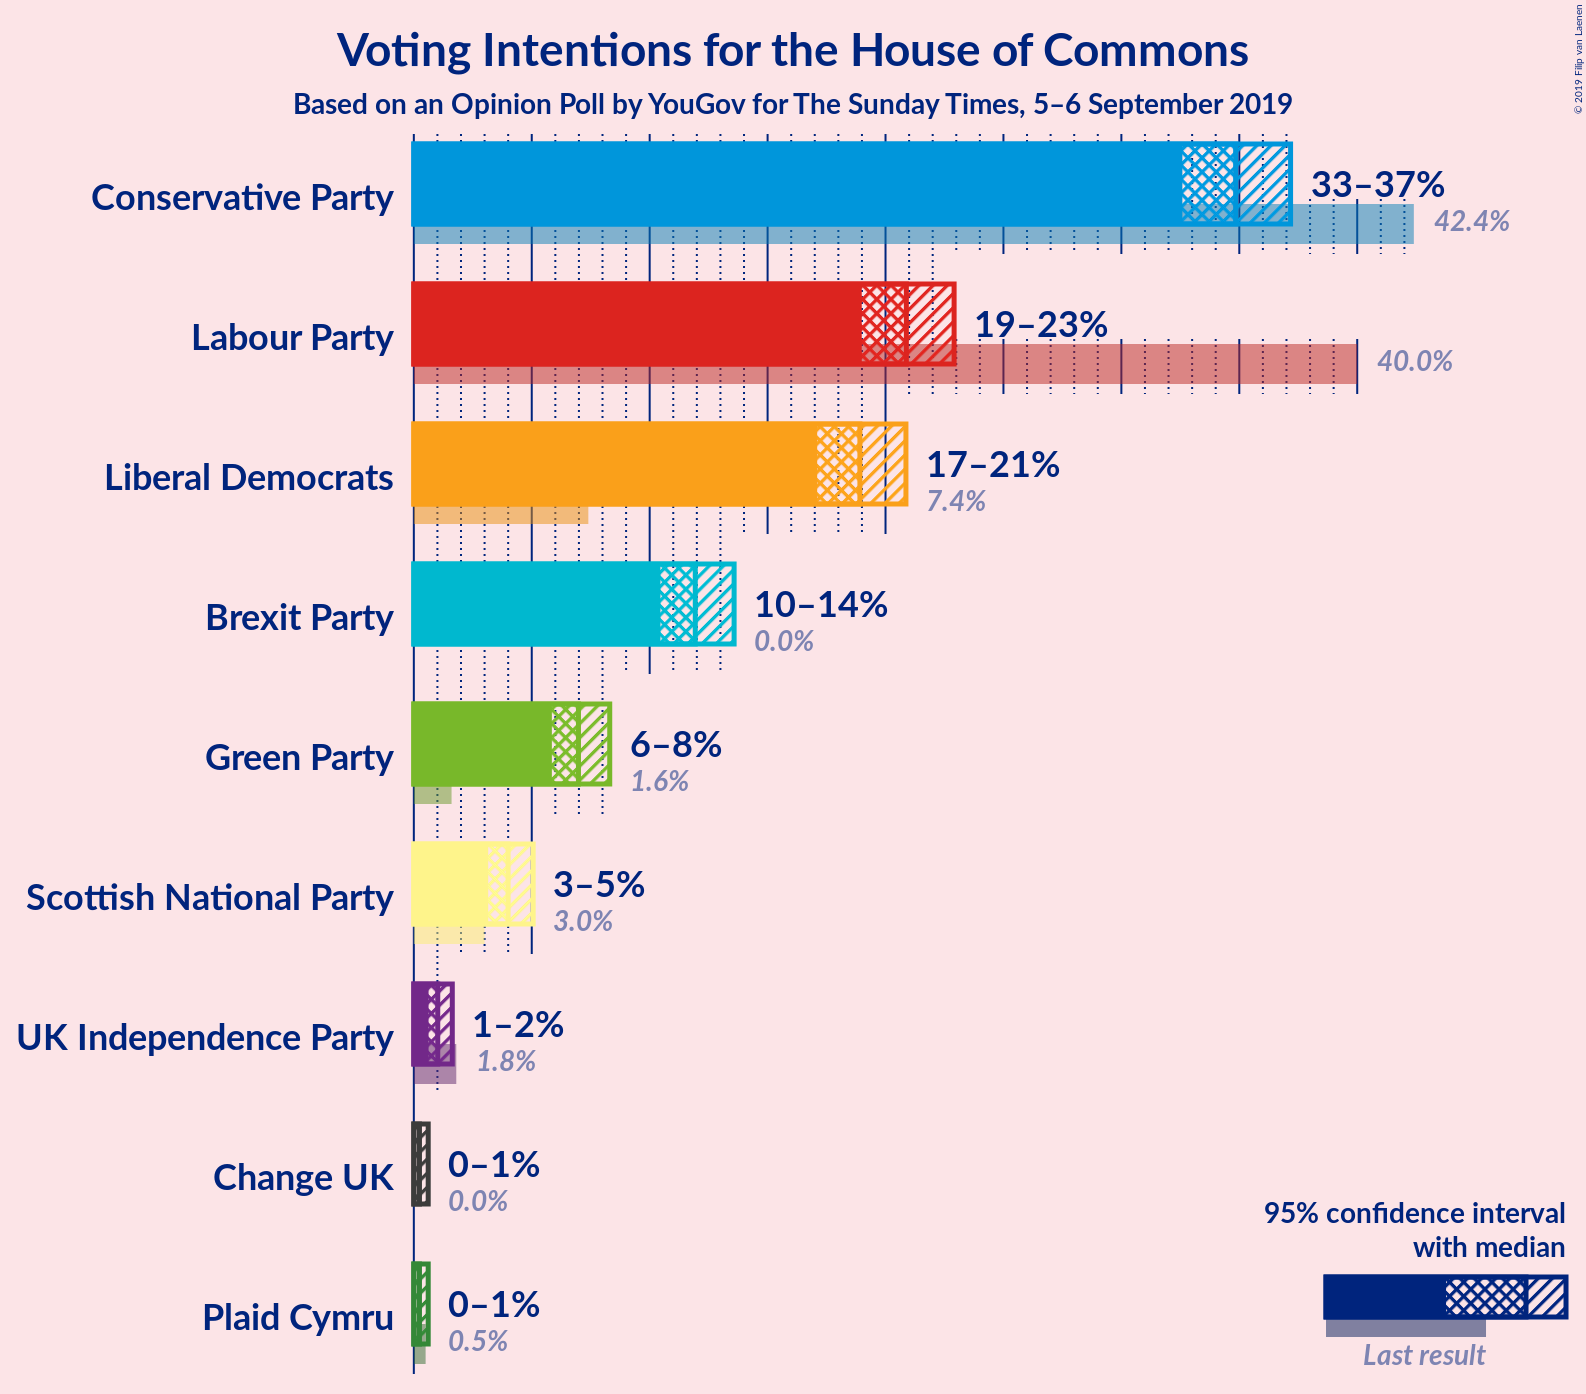 Voting Intentions for the House of Commons
Based on an Opinion Poll by YouGov for The Sunday Times, 5–6 September 2019
© 2019 Filip van Laenen
Conservative Party
33–37%
42.4%
Labour Party
19–23%
40.0%
Liberal Democrats
17–21%
7.4%
Brexit Party
10–14%
0.0%
Green Party
6–8%
1.6%
Scottish National Party
3–5%
3.0%
UK Independence Party
1–2%
1.8%
Change UK
0–1%
0.0%
Plaid Cymru
0–1%
0.5%
95% confidence interval
with median
Last result